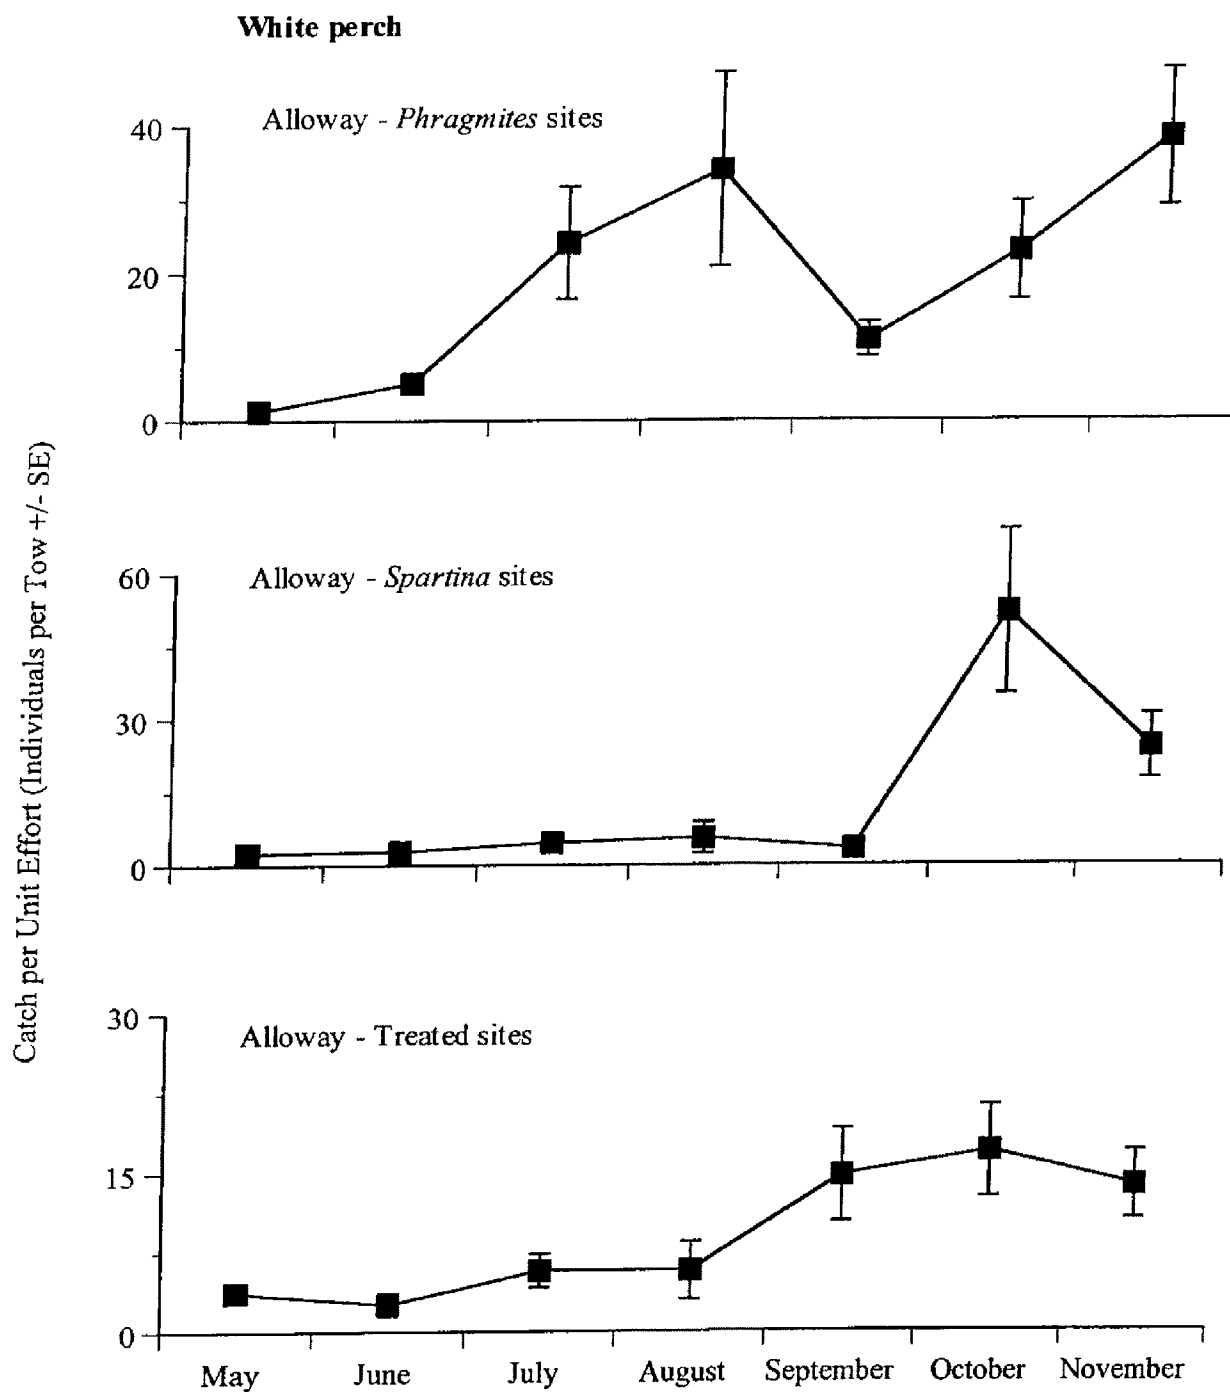 White perch
Alloway - Phragmites sites
40
20
0
Catch per Unit Effort (Individuals per Tow +/- SE)
Alloway - Spartina sites
60
30
0
Alloway - Treated sites
30
15
0
May June July August September October November